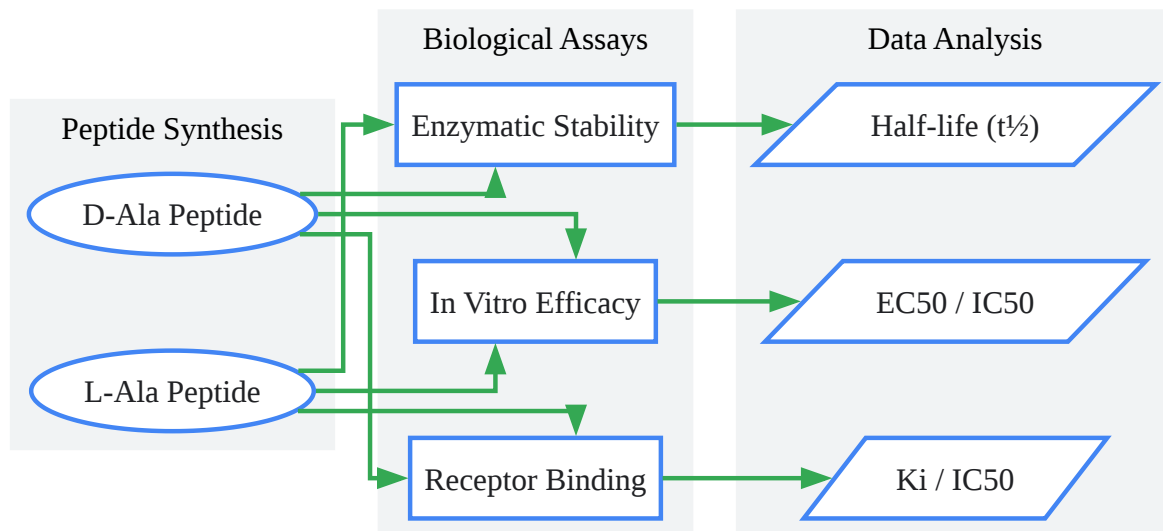 Peptide Synthesis
D-Ala Peptide
L-Ala Peptide
Biological Assays
Enzymatic Stability
In Vitro Efficacy
Receptor Binding
Data Analysis
Half-life (t½)
EC50 / IC50
Ki / IC50